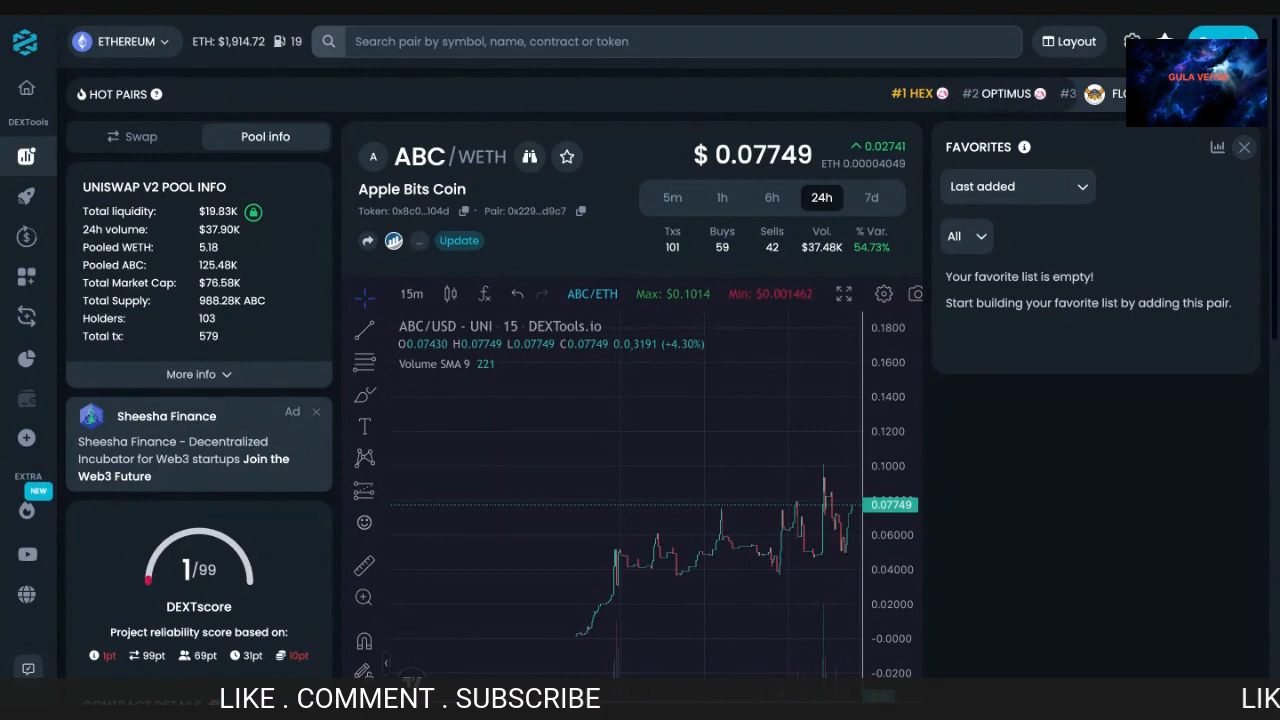 ETHEREUM
ETH: $1,914.72 19
Search pair by symbol, name, contract or token
Layout
GULA VERSE
HOT PAIRS
#1 HEX #2 OPTIMUS #3 FLO
DEXTools
Swap
Pool info
UNISWAP V2 POOL INFO
Total liquidity: $19.83K
24h volume: $37.90K
Pooled WETH: 5.18
Pooled ABC: 125.48K
Total Market Cap: $76.58K
Total Supply: 988.28K ABC
Holders: 103
Total tx: 579
More info
Sheesha Finance
Ad
Sheesha Finance - Decentralized
Incubator for Web3 startups Join the
Web3 Future
EXTRA
NEW
1/99
DEXTscore
Project reliability score based on:
1pt 99pt 69pt 31pt 10pt
A
ABC/WETH
$ 0.07749
0.02741
ETH 0.00004049
Apple Bits Coin
Token: 0x8c0...104d · Pair: 0x229...d9c7
... Update
5m 1h 6h 24h 7d
Txs Buys Sells Vol. % Var.
101 59 42 $37.48K 54.73%
15m ABC/ETH Max: $0.1014 Min: $0.001462
ABC/USD - UNI · 15 · DEXTools.io
O0.07430 H0.07749 L0.07749 C0.07749 0.0,3191 (+4.30%)
Volume SMA 9 221
0.1800
0.1600
0.1400
0.1200
0.1000
0.07749
0.06000
0.04000
0.02000
-0.0000
-0.0200
FAVORITES
Last added
All
Your favorite list is empty!
Start building your favorite list by adding this pair.
LIKE . COMMENT . SUBSCRIBE
LIK